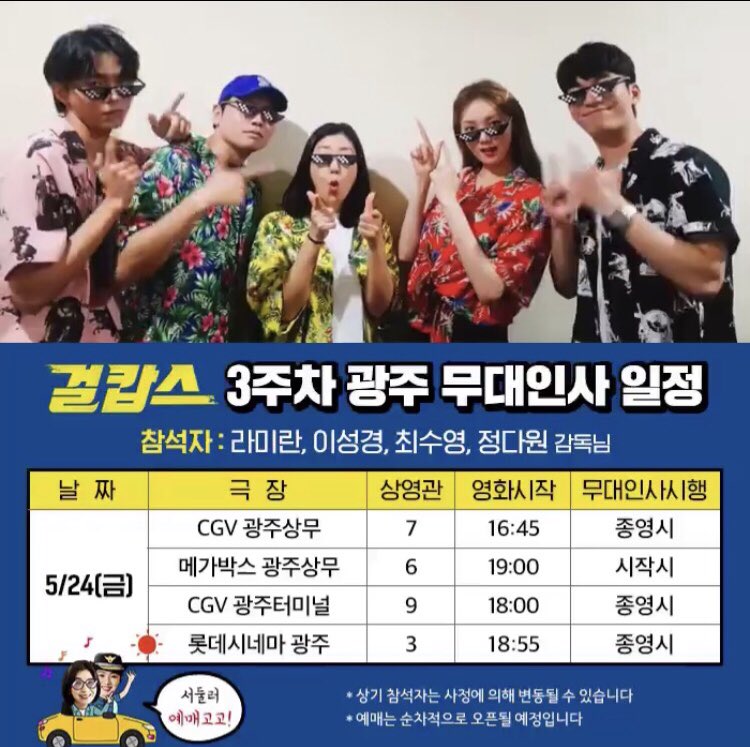 걸캅스 3주차 광주 무대인사 일정
참석자 : 라미란, 이성경, 최수영, 정다원 감독님
날 짜 극 장 상영관 영화시작 무대인사시행
5/24(금)
CGV 광주상무 7 16:45 종영시
메가박스 광주상무 6 19:00 시작시
CGV 광주터미널 9 18:00 종영시
롯데시네마 광주 3 18:55 종영시
서둘러
예매고고!
* 상기 참석자는 사정에 의해 변동될 수 있습니다
* 예매는 순차적으로 오픈될 예정입니다